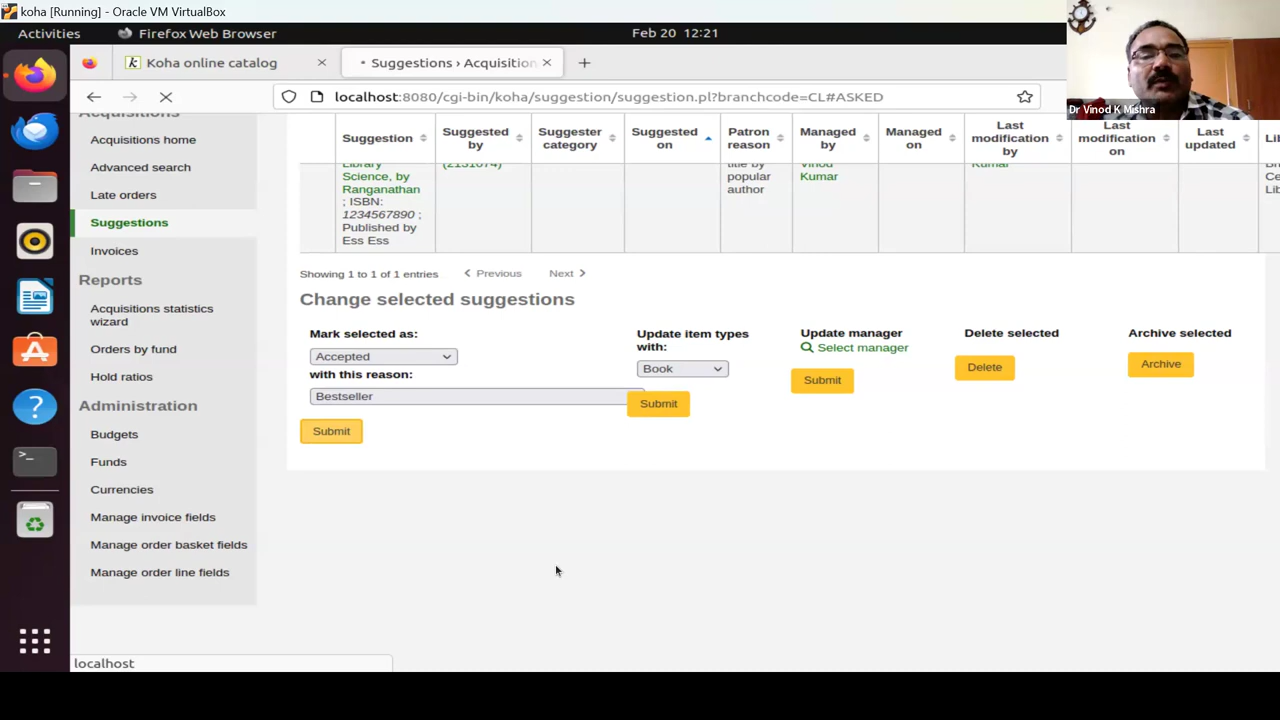 koha [Running] - Oracle VM VirtualBox
Activities
Firefox Web Browser
Feb 20 12:21
Koha online catalog
Suggestions › Acquisition
localhost:8080/cgi-bin/koha/suggestion/suggestion.pl?branchcode=CL#ASKED
Dr Vinod K Mishra
Acquisitions
Acquisitions home
Advanced search
Late orders
Suggestions
Invoices
Reports
Acquisitions statistics
wizard
Orders by fund
Hold ratios
Administration
Budgets
Funds
Currencies
Manage invoice fields
Manage order basket fields
Manage order line fields
Suggestion
Suggested
by
Suggester
category
Suggested
on
Patron
reason
Managed
by
Managed
on
Last
modification
by
Last
modification
on
Last
updated
Library
Science, by
Ranganathan
; ISBN:
1234567890 ;
Published by
Ess Ess
title by
popular
author
Vinod
Kumar
Kumar
Showing 1 to 1 of 1 entries
Previous
Next
Change selected suggestions
Mark selected as:
Accepted
with this reason:
Bestseller
Submit
Update item types
with:
Book
Submit
Update manager
Select manager
Submit
Delete selected
Delete
Archive selected
Archive
localhost